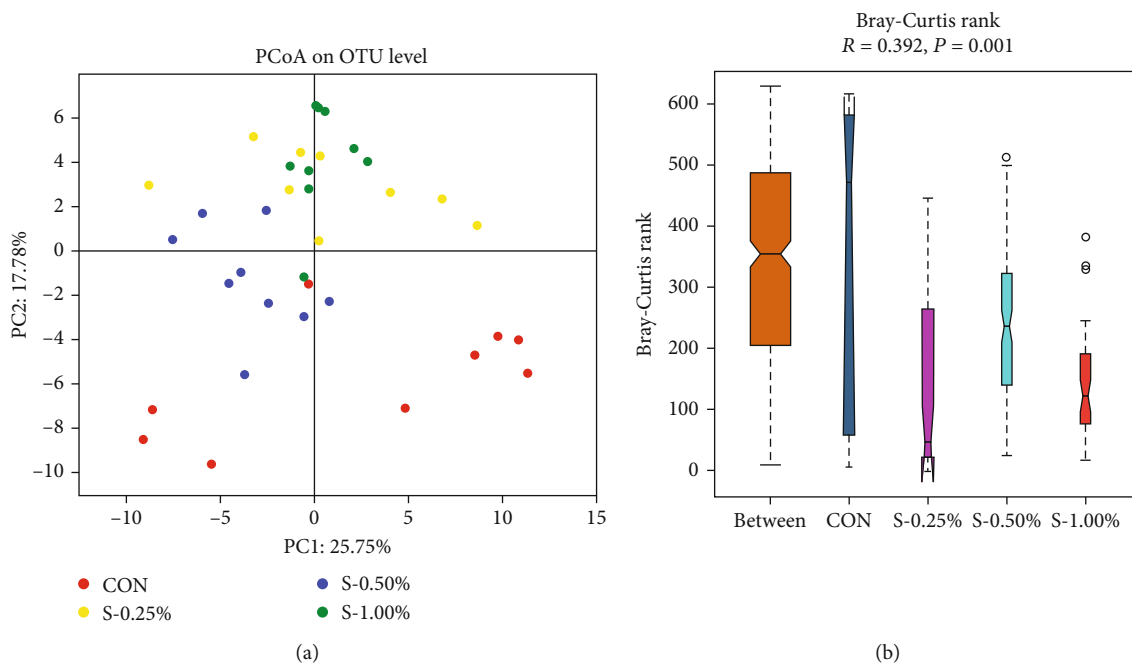 PCoA on OTU level
6
4
2
0
−2
−4
−6
−8
−10
PC2: 17.78%
−10 −5 0 5 10 15
PC1: 25.75%
CON
S-0.25%
S-0.50%
S-1.00%
(a)
Bray-Curtis rank
R = 0.392, P = 0.001
600
500
400
300
200
100
0
Bray-Curtis rank
Between CON S-0.25% S-0.50% S-1.00%
(b)